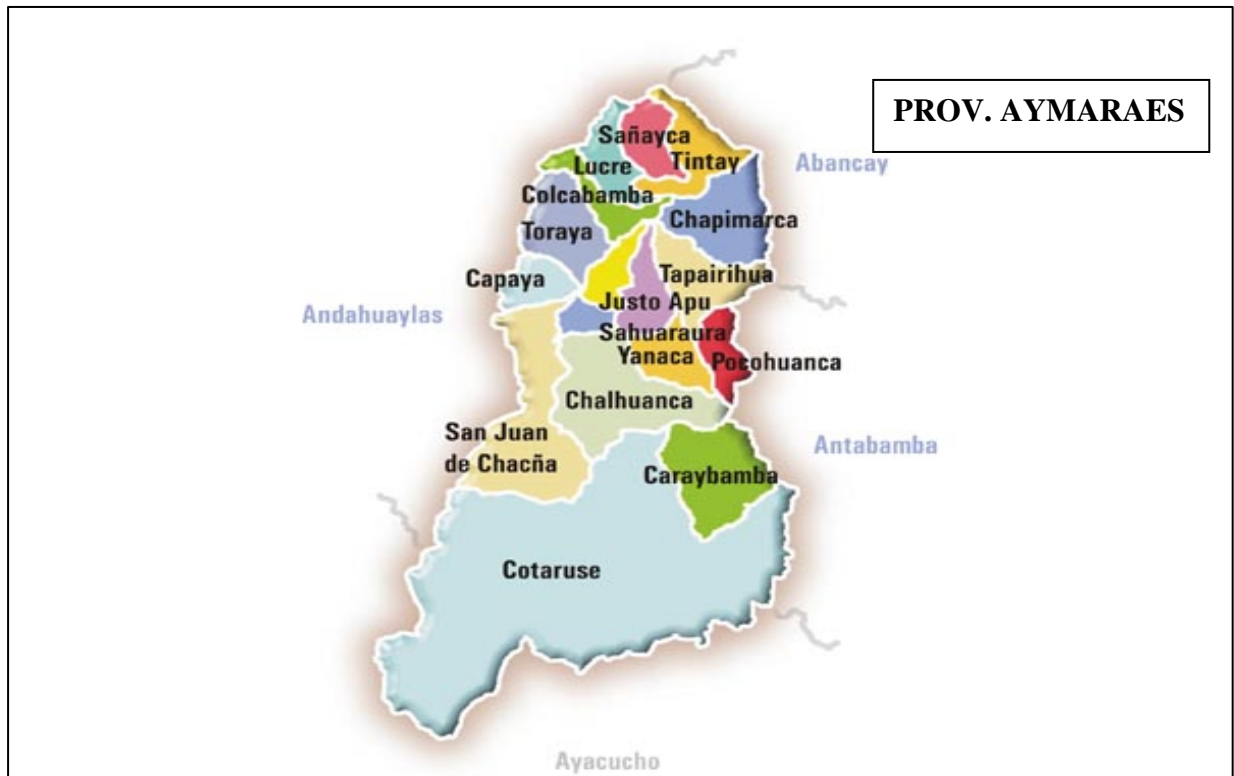 PROV. AYMARAES
Sañayca
Abancay
Lucre
Tintay
Colcabamba
Chapimarca
Toraya
Capaya
Tapairihua
Andahuaylas
Justo Apu
Sahuaraura
Yanaca
Pocohuanca
Chalhuanca
San Juan
de Chacña
Antabamba
Caraybamba
Cotaruse
Ayacucho